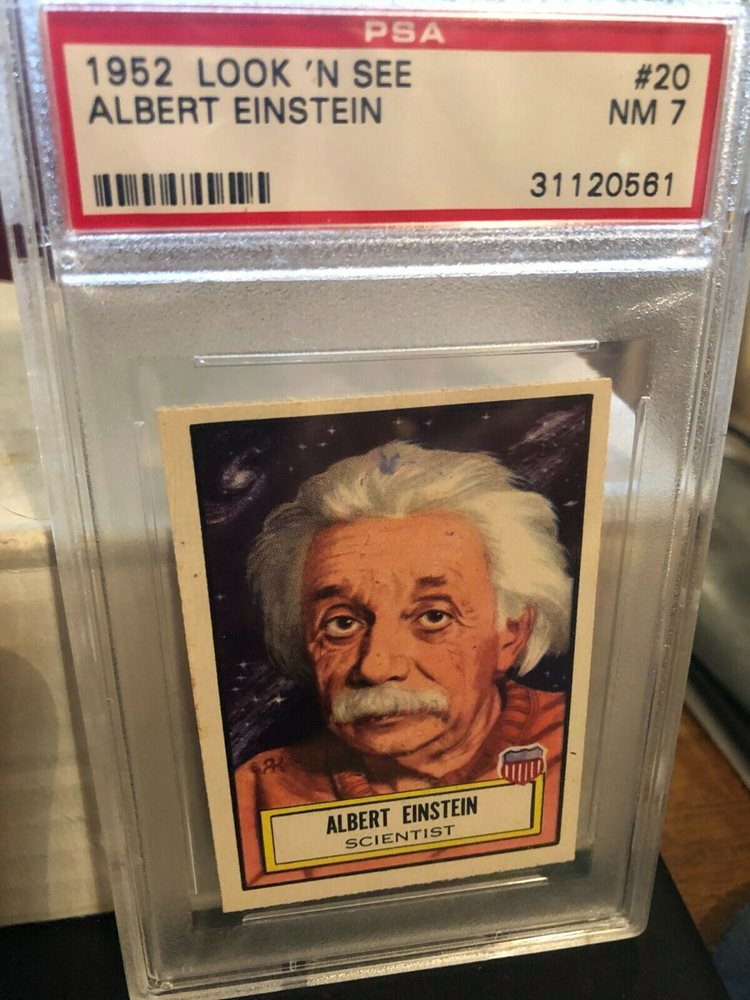 PSA
1952 LOOK 'N SEE #20
ALBERT EINSTEIN NM 7
31120561
ALBERT EINSTEIN
SCIENTIST